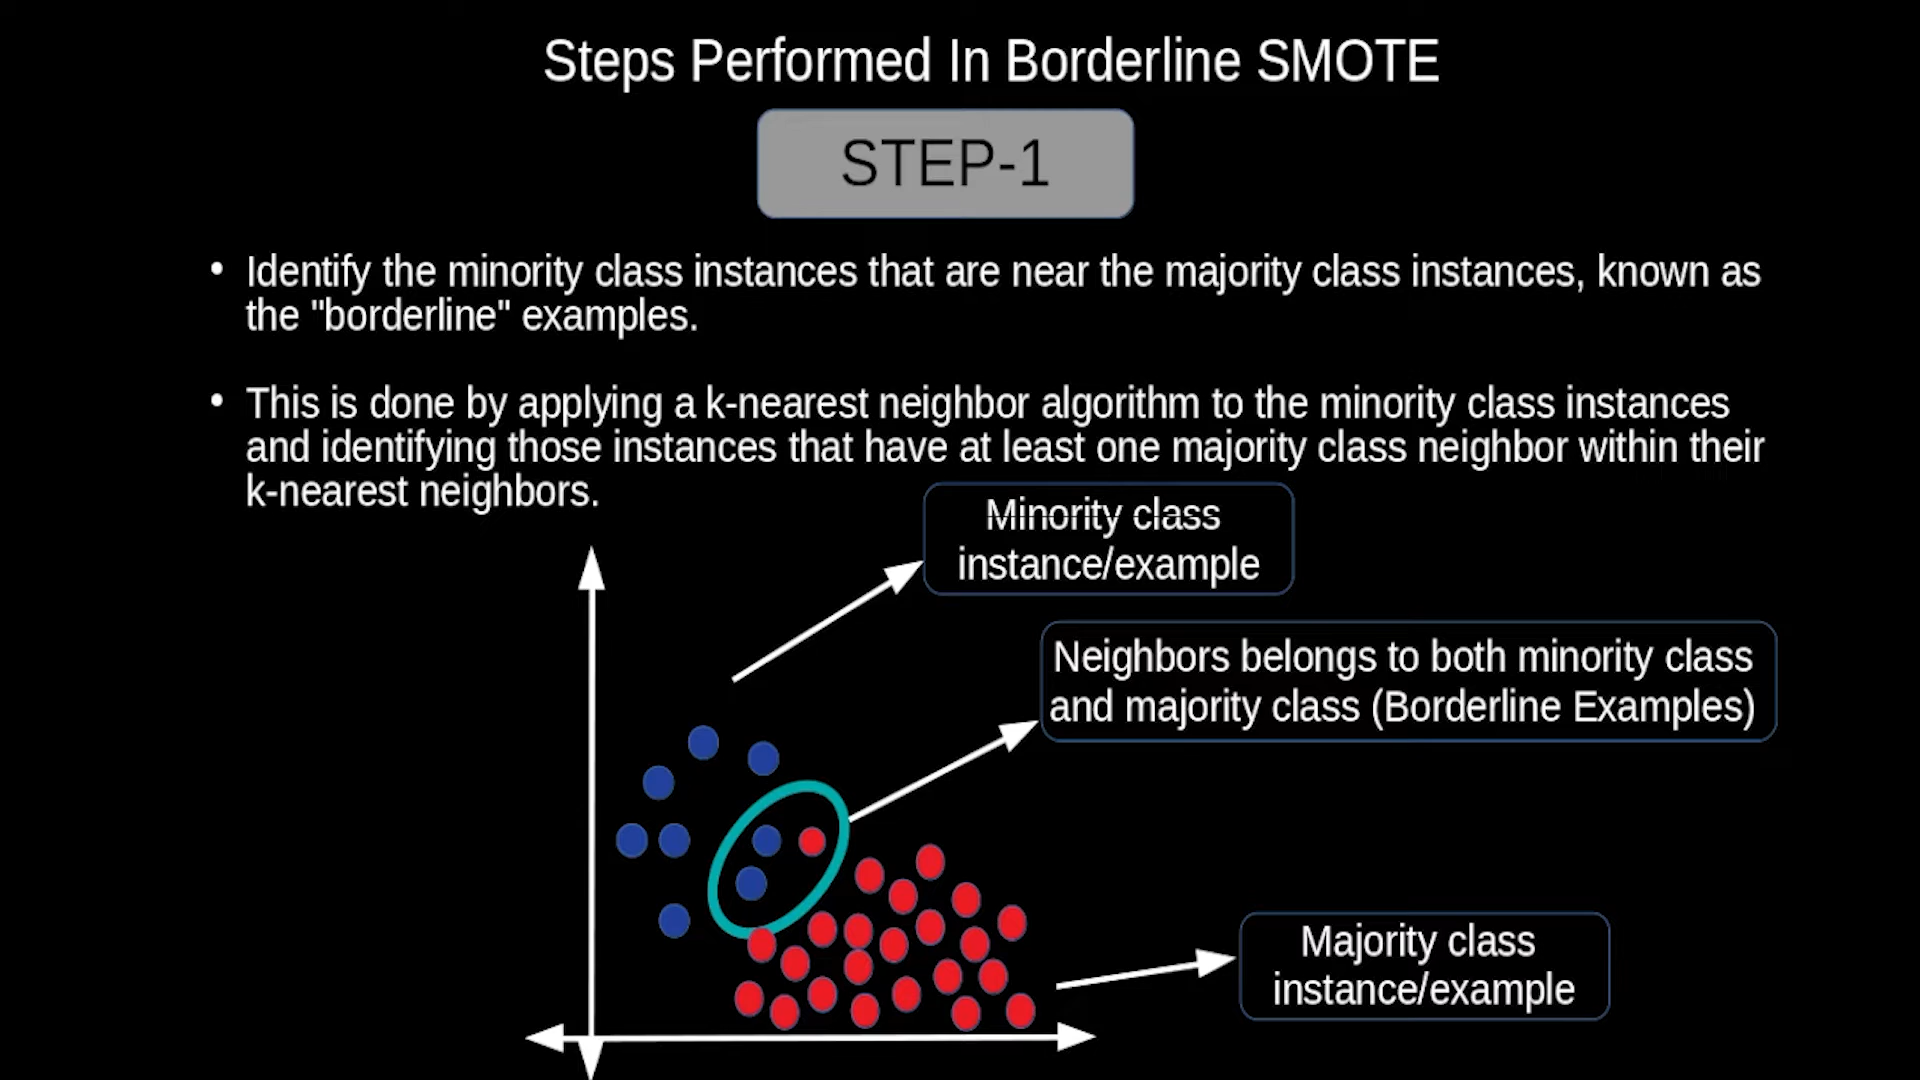 Steps Performed In Borderline SMOTE
STEP-1
• Identify the minority class instances that are near the majority class instances, known as
the "borderline" examples.
• This is done by applying a k-nearest neighbor algorithm to the minority class instances
and identifying those instances that have at least one majority class neighbor within their
k-nearest neighbors.
Minority class
instance/example
Neighbors belongs to both minority class
and majority class (Borderline Examples)
Majority class
instance/example